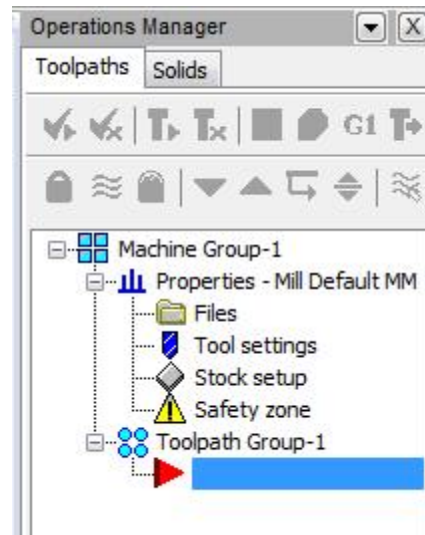 Operations Manager
Toolpaths Solids
G1
Machine Group-1
Properties - Mill Default MM
Files
Tool settings
Stock setup
Safety zone
Toolpath Group-1